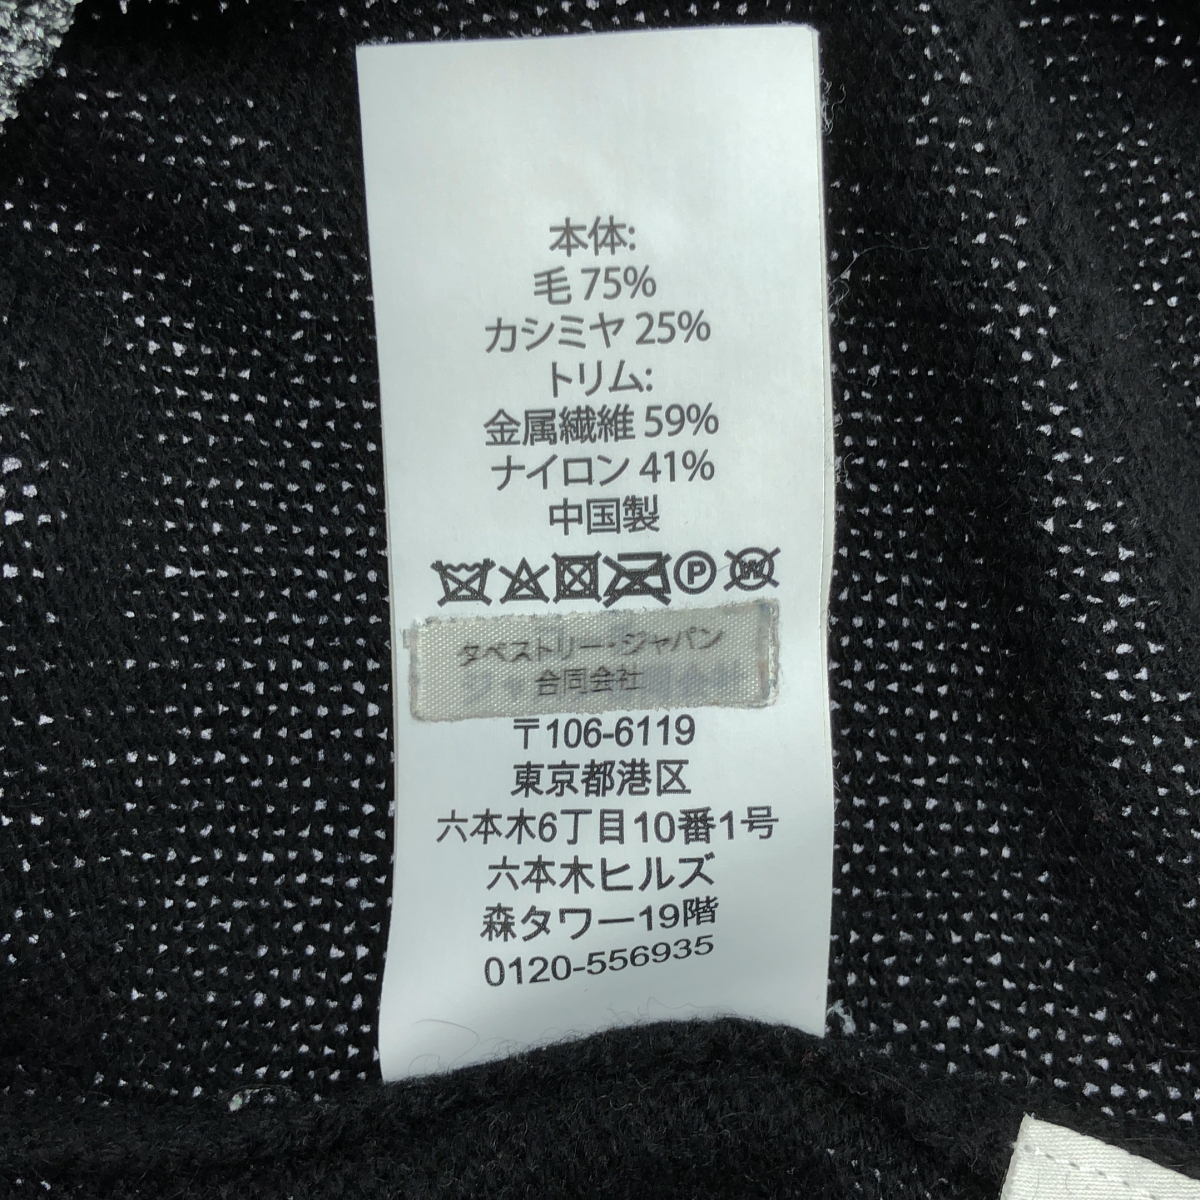 本体:
毛 75%
カシミヤ 25%
トリム:
金属繊維 59%
ナイロン 41%
中国製
P W
タペストリー・ジャパン
合同会社
〒106-6119
東京都港区
六本木6丁目10番1号
六本木ヒルズ
森タワー19階
0120-556935